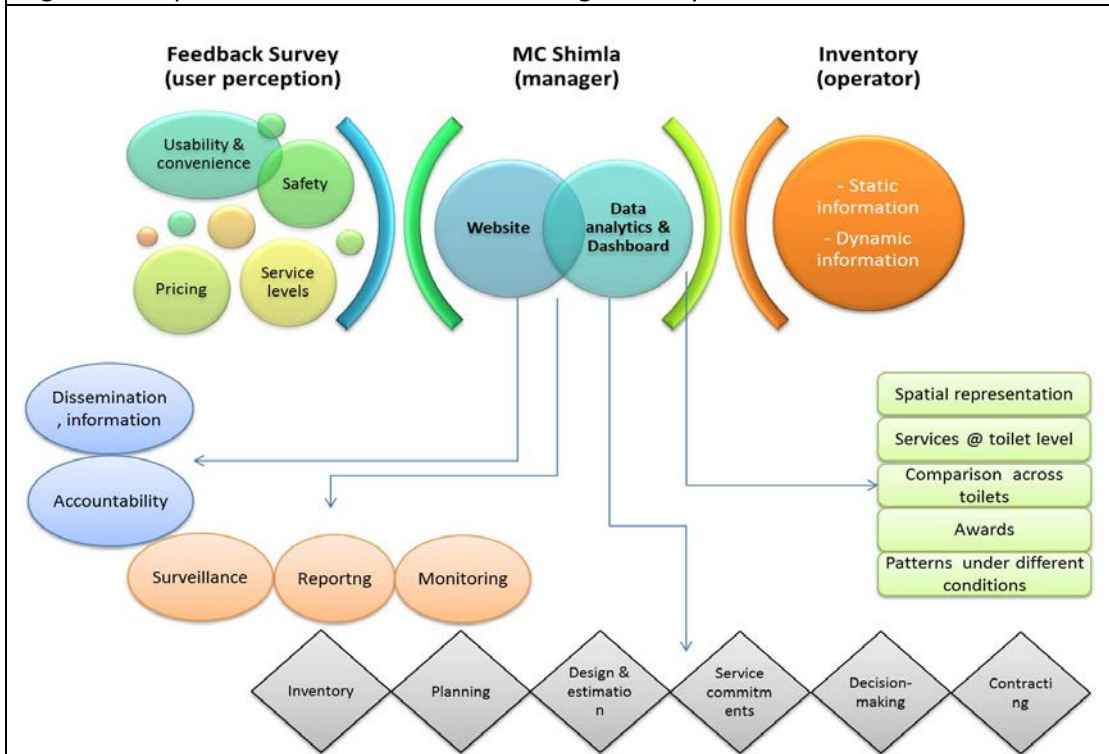 Feedback Survey
(user perception)
MC Shimla
(manager)
Inventory
(operator)
Usability &
convenience
Safety
Pricing
Service
levels
Website
Data
analytics &
Dashboard
- Static
information
- Dynamic
information
Dissemination
, information
Accountability
Surveillance
Reportng
Monitoring
Spatial representation
Services @ toilet level
Comparison across
toilets
Awards
Patterns under different
conditions
Inventory
Planning
Design &
estimatio
n
Service
commitm
ents
Decision-
making
Contracti
ng